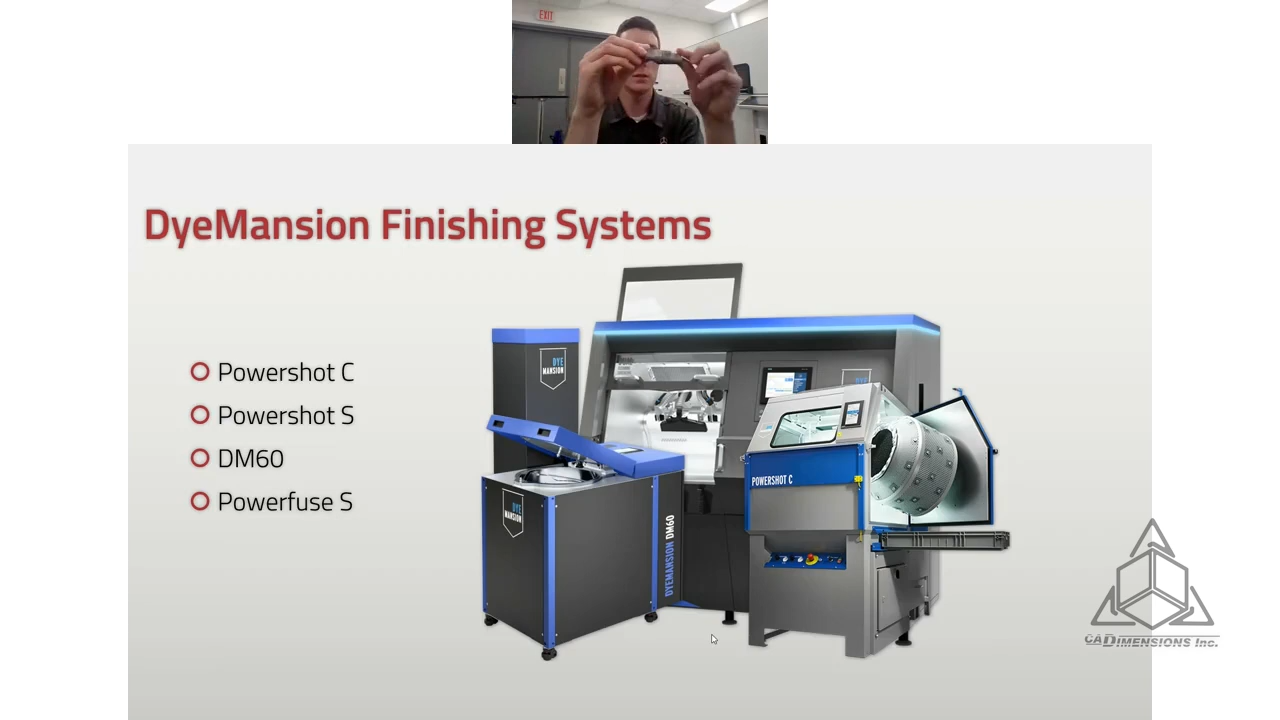 EXIT
DyeMansion Finishing Systems
Powershot C
Powershot S
DM60
Powerfuse S
DYE
MANSION
DYE
MANSION
DYEMANSION DM60
POWERSHOT C
CADIMENSIONS Inc.